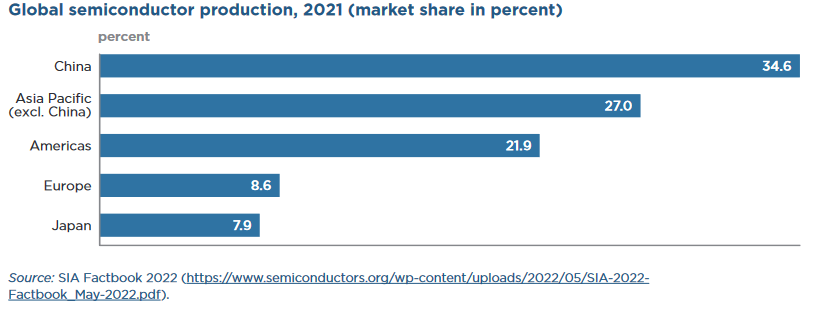 Global semiconductor production, 2021 (market share in percent)
percent
China 34.6
Asia Pacific
(excl. China) 27.0
Americas 21.9
Europe 8.6
Japan 7.9
Source: SIA Factbook 2022 (https://www.semiconductors.org/wp-content/uploads/2022/05/SIA-2022-
Factbook_May-2022.pdf).